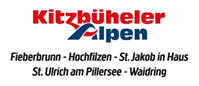 Kitzbüheler
Alpen
Fieberbrunn - Hochfilzen - St. Jakob in Haus
St. Ulrich am Pillersee - Waidring